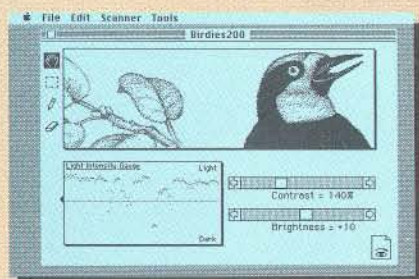 File Edit Scanner Tools
Birdies200
Light Intensity Gauge
Light
Dark
Contrast = 140%
Brightness = +10